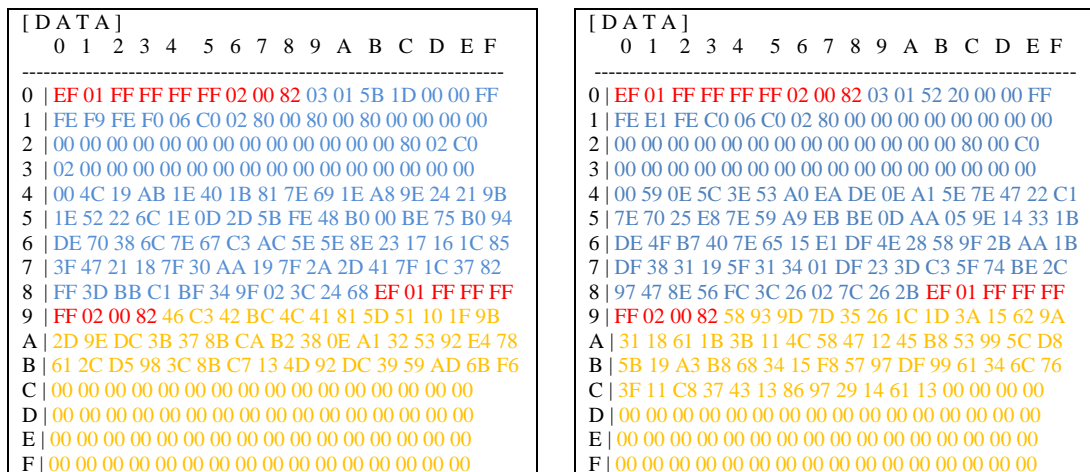 [ D A T A ]
0 1 2 3 4 5 6 7 8 9 A B C D E F
----------------------------------------------------------------------
0 | EF 01 FF FF FF FF 02 00 82 03 01 5B 1D 00 00 FF
1 | FE F9 FE F0 06 C0 02 80 00 80 00 80 00 00 00 00
2 | 00 00 00 00 00 00 00 00 00 00 00 00 00 80 02 C0
3 | 02 00 00 00 00 00 00 00 00 00 00 00 00 00 00 00
4 | 00 4C 19 AB 1E 40 1B 81 7E 69 1E A8 9E 24 21 9B
5 | 1E 52 22 6C 1E 0D 2D 5B FE 48 B0 00 BE 75 B0 94
6 | DE 70 38 6C 7E 67 C3 AC 5E 5E 8E 23 17 16 1C 85
7 | 3F 47 21 18 7F 30 AA 19 7F 2A 2D 41 7F 1C 37 82
8 | FF 3D BB C1 BF 34 9F 02 3C 24 68 EF 01 FF FF FF
9 | FF 02 00 82 46 C3 42 BC 4C 41 81 5D 51 10 1F 9B
A | 2D 9E DC 3B 37 8B CA B2 38 0E A1 32 53 92 E4 78
B | 61 2C D5 98 3C 8B C7 13 4D 92 DC 39 59 AD 6B F6
C | 00 00 00 00 00 00 00 00 00 00 00 00 00 00 00 00
D | 00 00 00 00 00 00 00 00 00 00 00 00 00 00 00 00
E | 00 00 00 00 00 00 00 00 00 00 00 00 00 00 00 00
F | 00 00 00 00 00 00 00 00 00 00 00 00 00 00 00 00
[ D A T A ]
0 1 2 3 4 5 6 7 8 9 A B C D E F
----------------------------------------------------------------------
0 | EF 01 FF FF FF FF 02 00 82 03 01 52 20 00 00 FF
1 | FE E1 FE C0 06 C0 02 80 00 00 00 00 00 00 00 00
2 | 00 00 00 00 00 00 00 00 00 00 00 00 00 80 00 C0
3 | 00 00 00 00 00 00 00 00 00 00 00 00 00 00 00 00
4 | 00 59 0E 5C 3E 53 A0 EA DE 0E A1 5E 7E 47 22 C1
5 | 7E 70 25 E8 7E 59 A9 EB BE 0D AA 05 9E 14 33 1B
6 | DE 4F B7 40 7E 65 15 E1 DF 4E 28 58 9F 2B AA 1B
7 | DF 38 31 19 5F 31 34 01 DF 23 3D C3 5F 74 BE 2C
8 | 97 47 8E 56 FC 3C 26 02 7C 26 2B EF 01 FF FF FF
9 | FF 02 00 82 58 93 9D 7D 35 26 1C 1D 3A 15 62 9A
A | 31 18 61 1B 3B 11 4C 58 47 12 45 B8 53 99 5C D8
B | 5B 19 A3 B8 68 34 15 F8 57 97 DF 99 61 34 6C 76
C | 3F 11 C8 37 43 13 86 97 29 14 61 13 00 00 00 00
D | 00 00 00 00 00 00 00 00 00 00 00 00 00 00 00 00
E | 00 00 00 00 00 00 00 00 00 00 00 00 00 00 00 00
F | 00 00 00 00 00 00 00 00 00 00 00 00 00 00 00 00